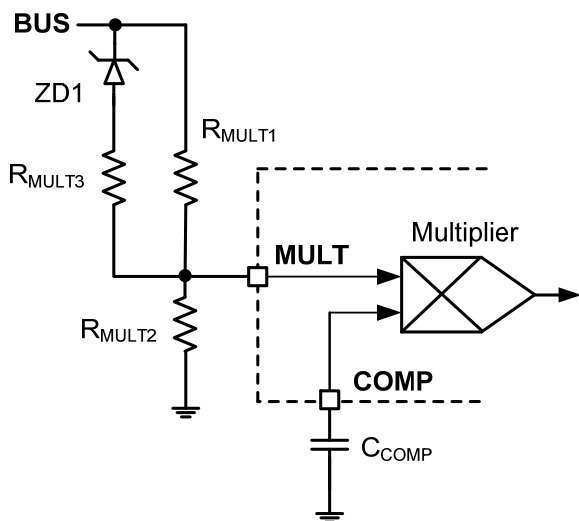 BUS
ZD1
RMULT1
RMULT3
MULT
Multiplier
RMULT2
COMP
CCOMP